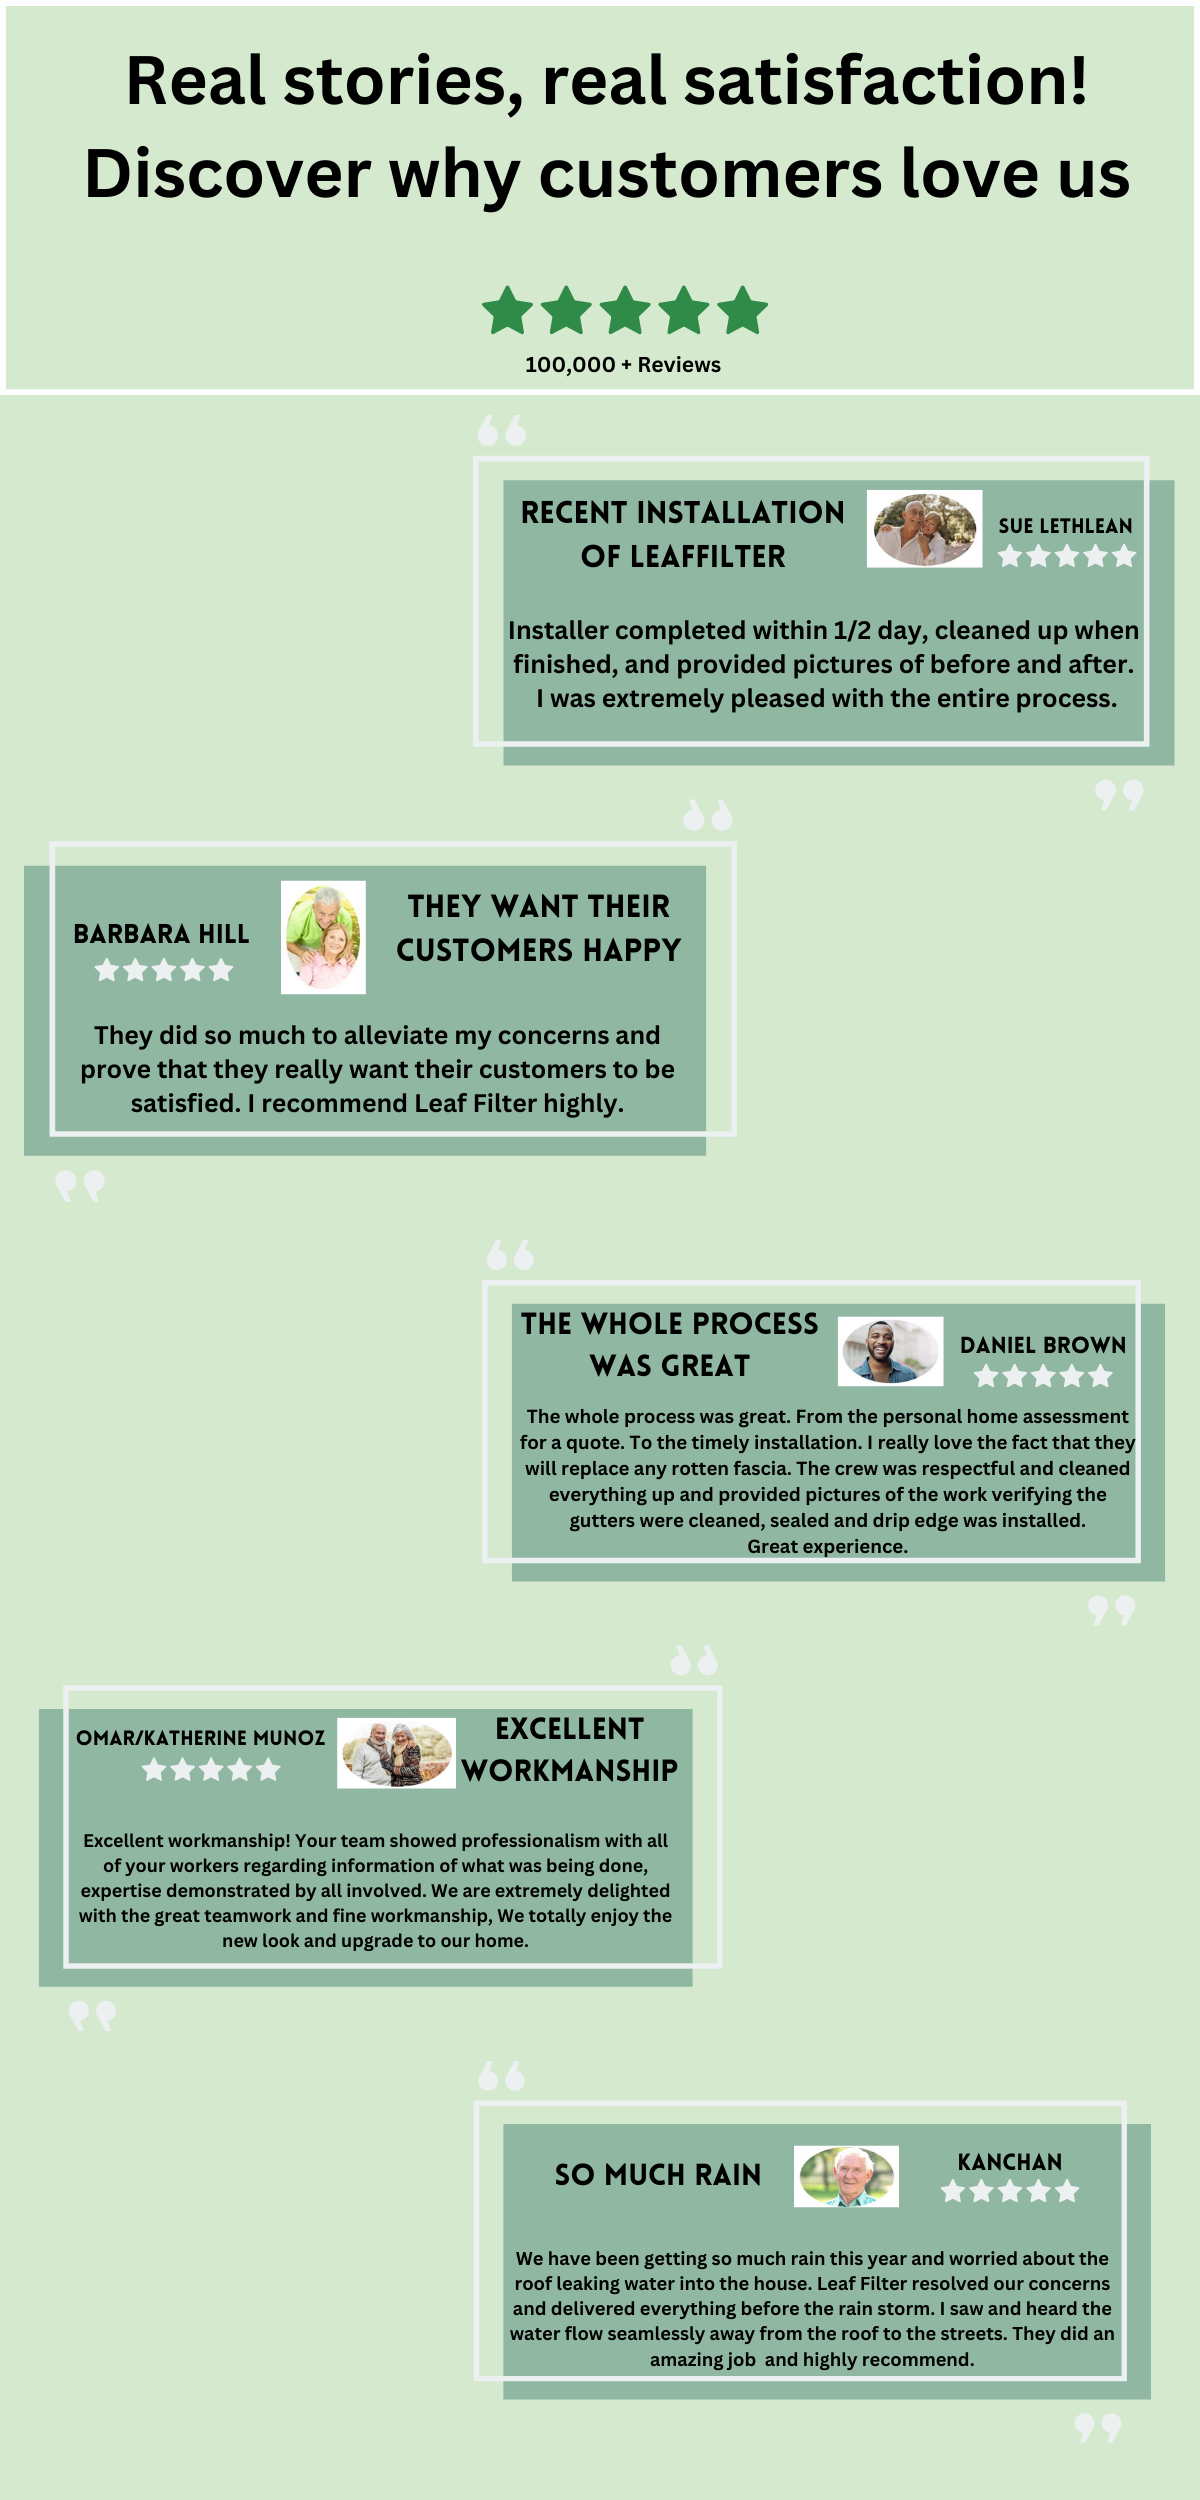 Real stories, real satisfaction!
Discover why customers love us
100,000 + Reviews
RECENT INSTALLATION
OF LEAFFILTER
SUE LETHLEAN
Installer completed within 1/2 day, cleaned up when
finished, and provided pictures of before and after.
I was extremely pleased with the entire process.
BARBARA HILL
THEY WANT THEIR
CUSTOMERS HAPPY
They did so much to alleviate my concerns and
prove that they really want their customers to be
satisfied. I recommend Leaf Filter highly.
THE WHOLE PROCESS
WAS GREAT
DANIEL BROWN
The whole process was great. From the personal home assessment
for a quote. To the timely installation. I really love the fact that they
will replace any rotten fascia. The crew was respectful and cleaned
everything up and provided pictures of the work verifying the
gutters were cleaned, sealed and drip edge was installed.
Great experience.
OMAR/KATHERINE MUNOZ
EXCELLENT
WORKMANSHIP
Excellent workmanship! Your team showed professionalism with all
of your workers regarding information of what was being done,
expertise demonstrated by all involved. We are extremely delighted
with the great teamwork and fine workmanship, We totally enjoy the
new look and upgrade to our home.
SO MUCH RAIN
KANCHAN
We have been getting so much rain this year and worried about the
roof leaking water into the house. Leaf Filter resolved our concerns
and delivered everything before the rain storm. I saw and heard the
water flow seamlessly away from the roof to the streets. They did an
amazing job  and highly recommend.